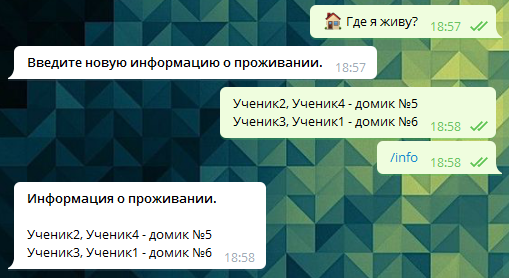 🏠 Где я живу? 18:57
Введите новую информацию о проживании. 18:57
Ученик2, Ученик4 - домик №5
Ученик3, Ученик1 - домик №6 18:58
/info 18:58
Информация о проживании.
Ученик2, Ученик4 - домик №5
Ученик3, Ученик1 - домик №6 18:58